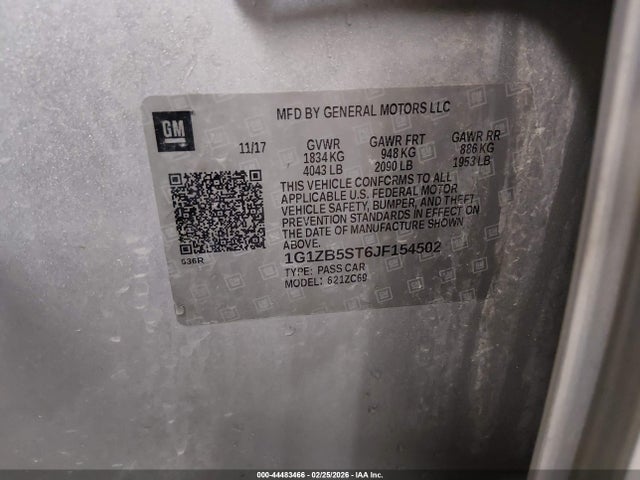 MFD BY GENERAL MOTORS LLC
GM
11/17 GVWR GAWR FRT GAWR RR
1834 KG 948 KG 886 KG
4043 LB 2090 LB 1953 LB
THIS VEHICLE CONFORMS TO ALL
APPLICABLE U.S. FEDERAL MOTOR
VEHICLE SAFETY, BUMPER, AND THEFT
PREVENTION STANDARDS IN EFFECT ON
THE DATE OF MANUFACTURE SHOWN
ABOVE.
636R
1G1ZB5ST6JF154502
TYPE: PASS CAR
MODEL: 621ZC69
000-44483466 - 02/25/2026 - IAA Inc.